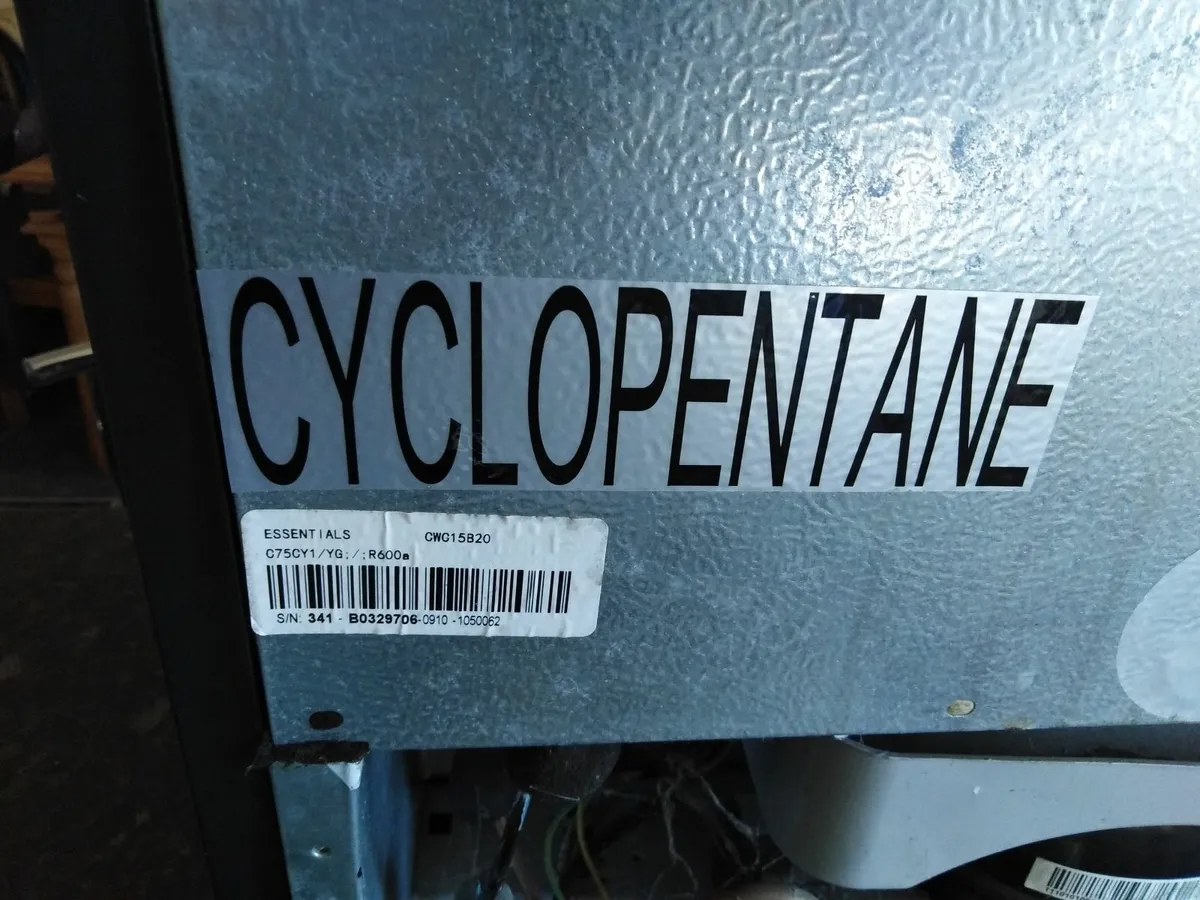 CYCLOPENTANE
ESSENTIALS CWC15B20
C75CY1/YG;/;R600a
S/N: 341 - B0329706-0910 -1050062